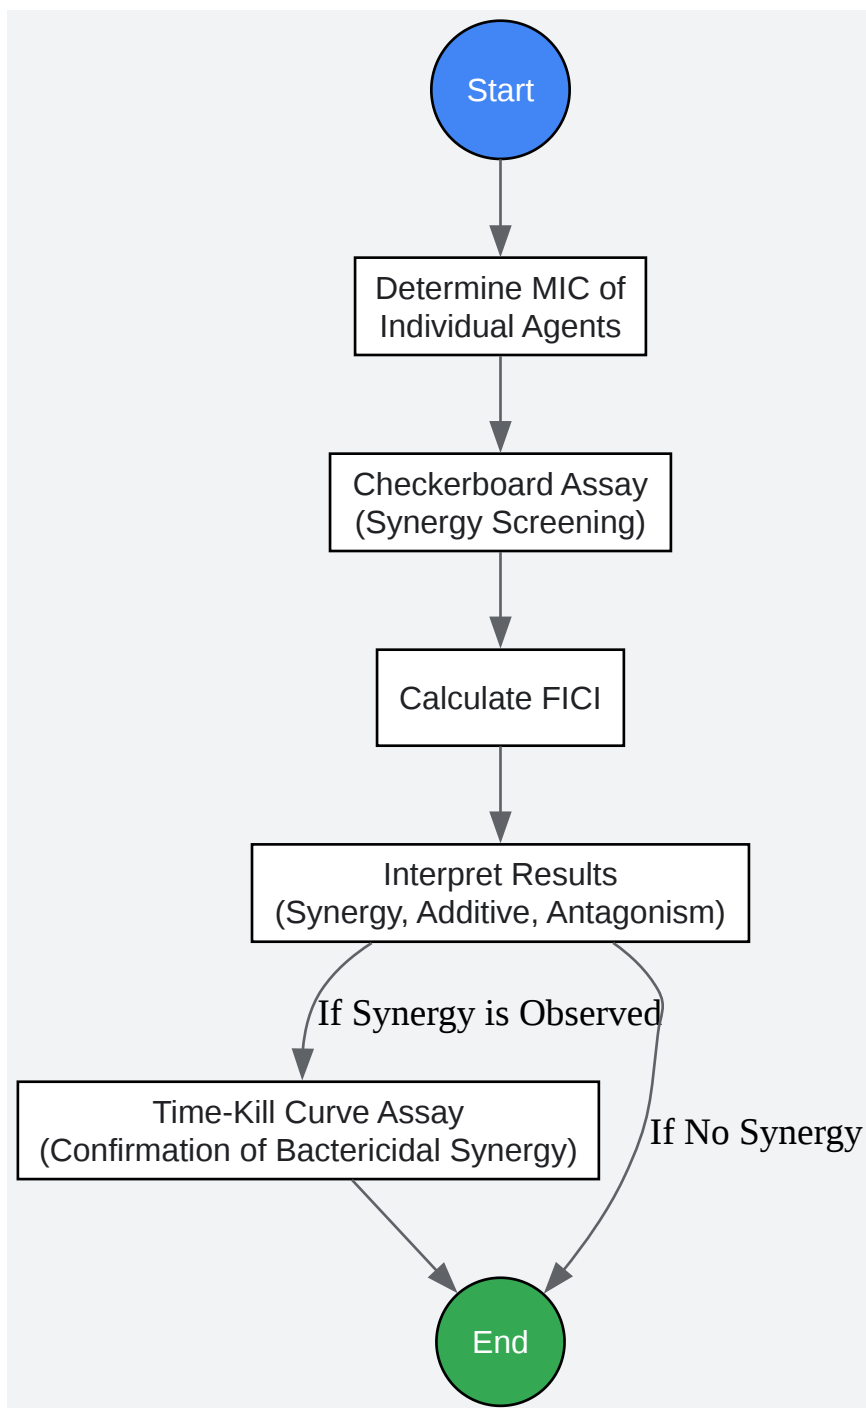 Start
Determine MIC of
Individual Agents
Checkerboard Assay
(Synergy Screening)
Calculate FICI
Interpret Results
(Synergy, Additive, Antagonism)
If Synergy is Observed
Time-Kill Curve Assay
(Confirmation of Bactericidal Synergy)
If No Synergy
End